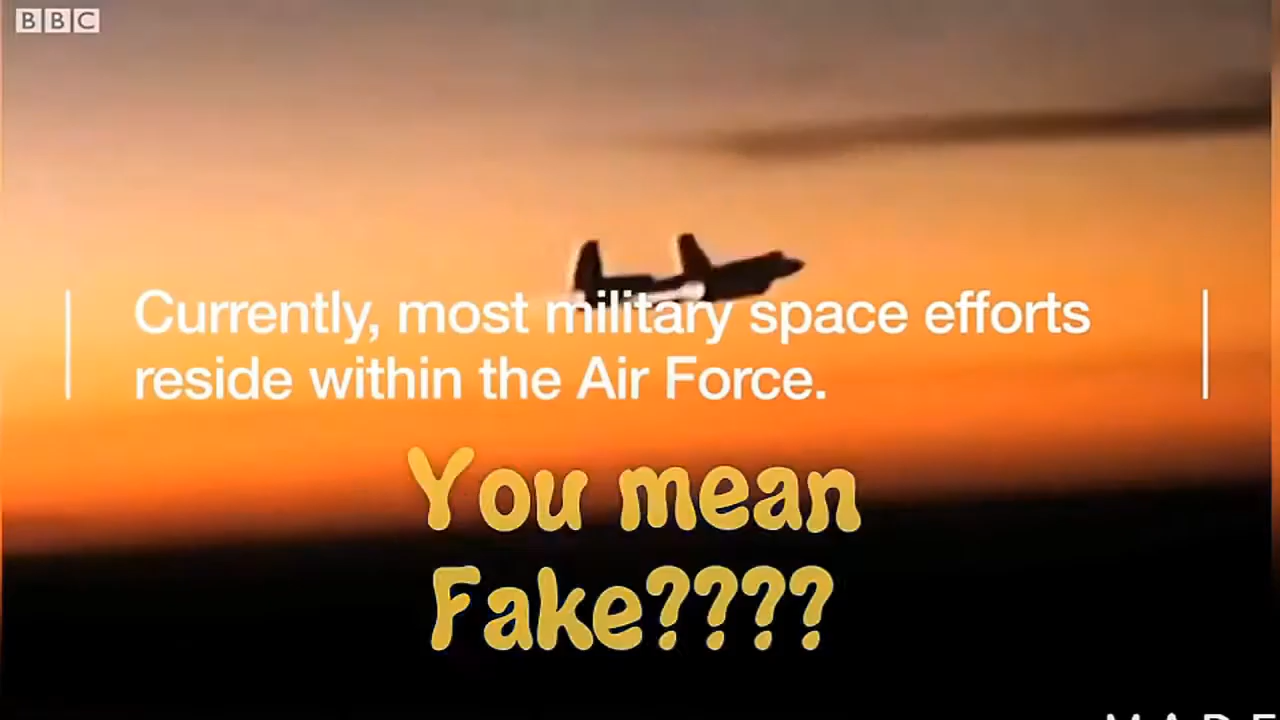 BBC
Currently, most military space efforts
reside within the Air Force.
You mean
Fake????